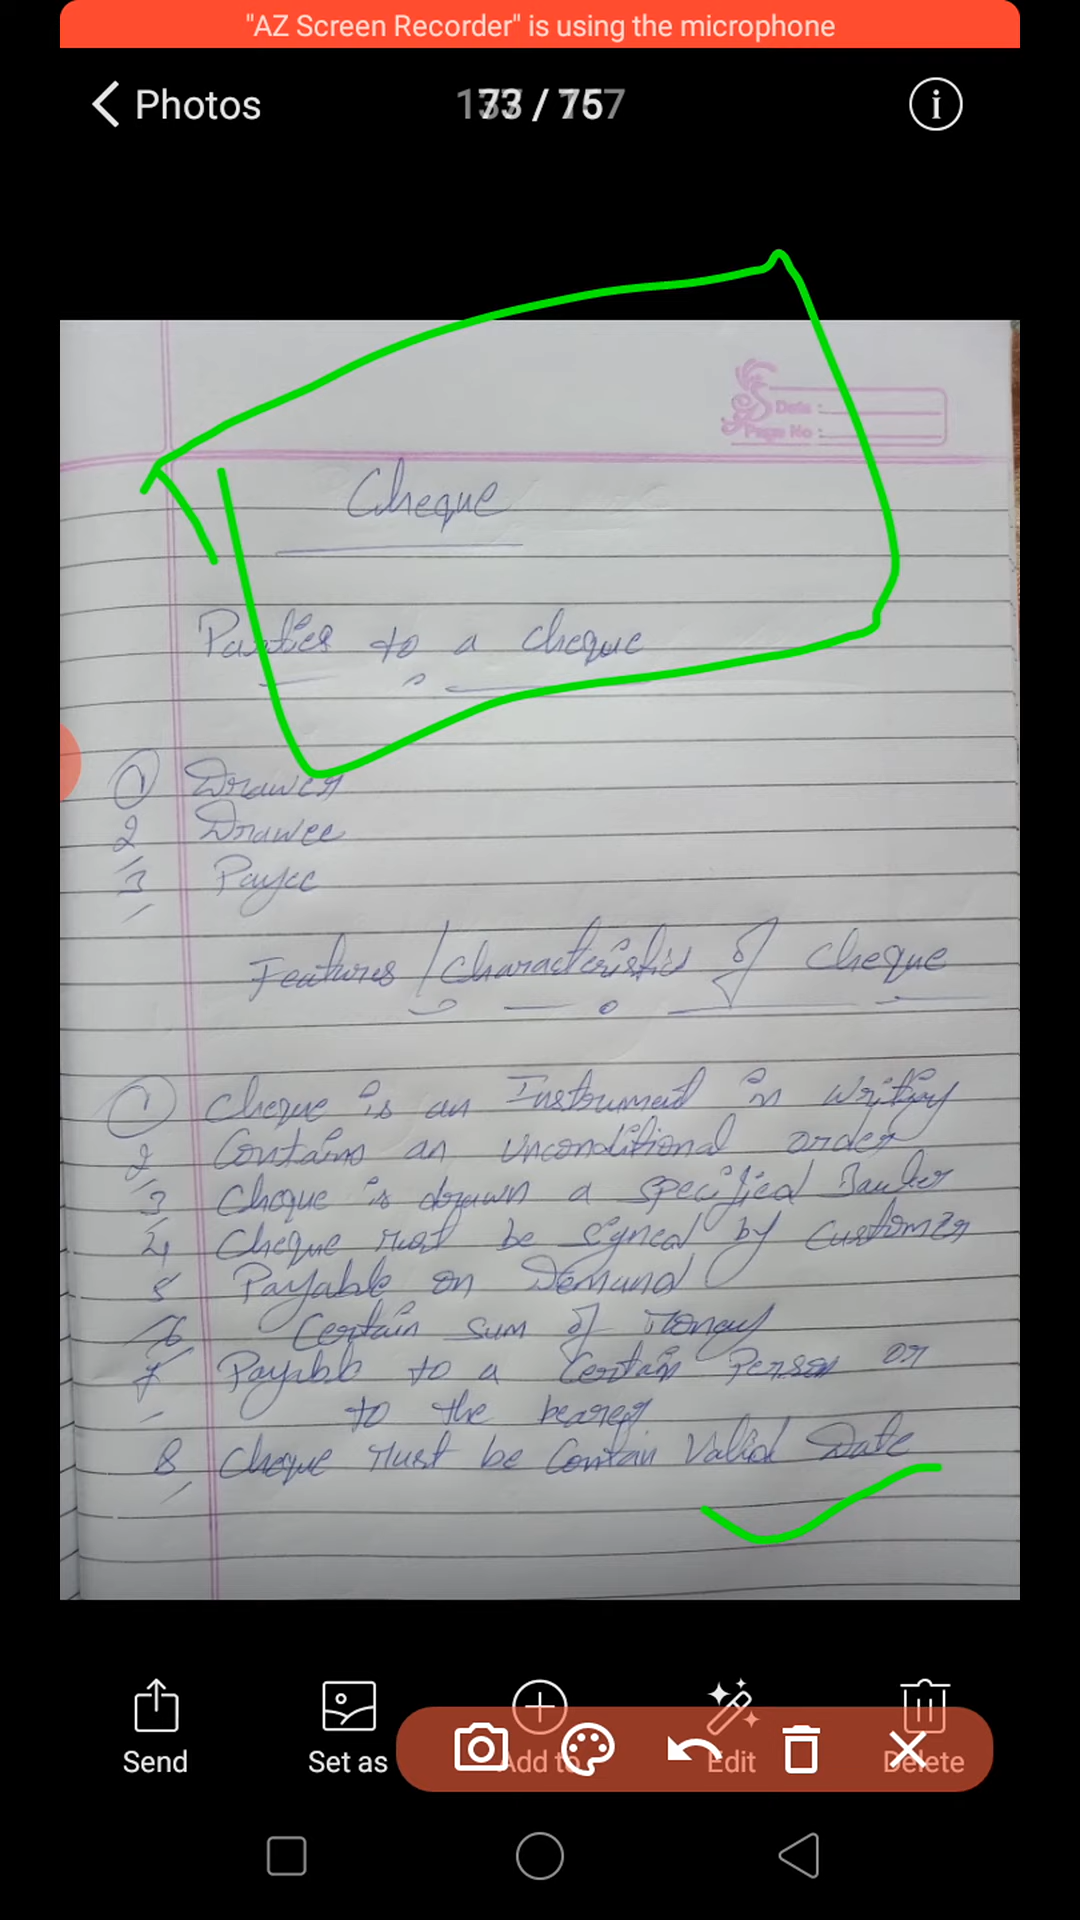 "AZ Screen Recorder" is using the microphone
Photos
73 / 75
Date :
Page No :
Cheque
Parties to a cheque
1 Drawer
2 Drawee
3 Payee
Features / Characteristics of cheque
1 Cheque is an Instrument in Writing
2 Contains an Unconditional order
3 Cheque is drawn a specified Banker
4 Cheque must be signed by Customer
5 Payable on Demand
6 Certain sum of Money
7 Payable to a Certain Person or
to the bearer
8 Cheque Must be Contain Valid Date
Send
Set as
Add to
Edit
Delete